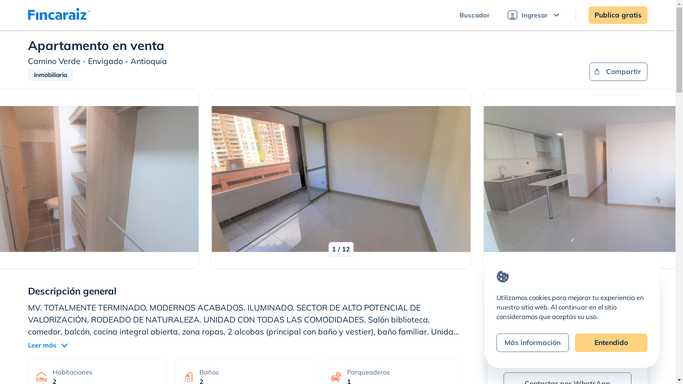 Fincaraiz
Buscador
Ingresar
Publica gratis
Apartamento en venta
Camino Verde - Envigado - Antioquia
Inmobiliaria
Compartir
1 / 12
Descripción general
MV. TOTALMENTE TERMINADO, MODERNOS ACABADOS. ILUMINADO. SECTOR DE ALTO POTENCIAL DE
VALORIZACIÓN, RODEADO DE NATURALEZA. UNIDAD CON TODAS LAS COMODIDADES. Salón biblioteca,
comedor, balcón, cocina integral abierta, zona ropas, 2 alcobas (principal con baño y vestier), baño familiar. Unida...
Leer más
Habitaciones
2
Baños
2
Parqueaderos
1
Utilizamos cookies para mejorar tu experiencia en
nuestro sitio web. Al continuar en el sitio
consideramos que aceptas su uso.
Más información
Entendido
Contactar por WhatsApp